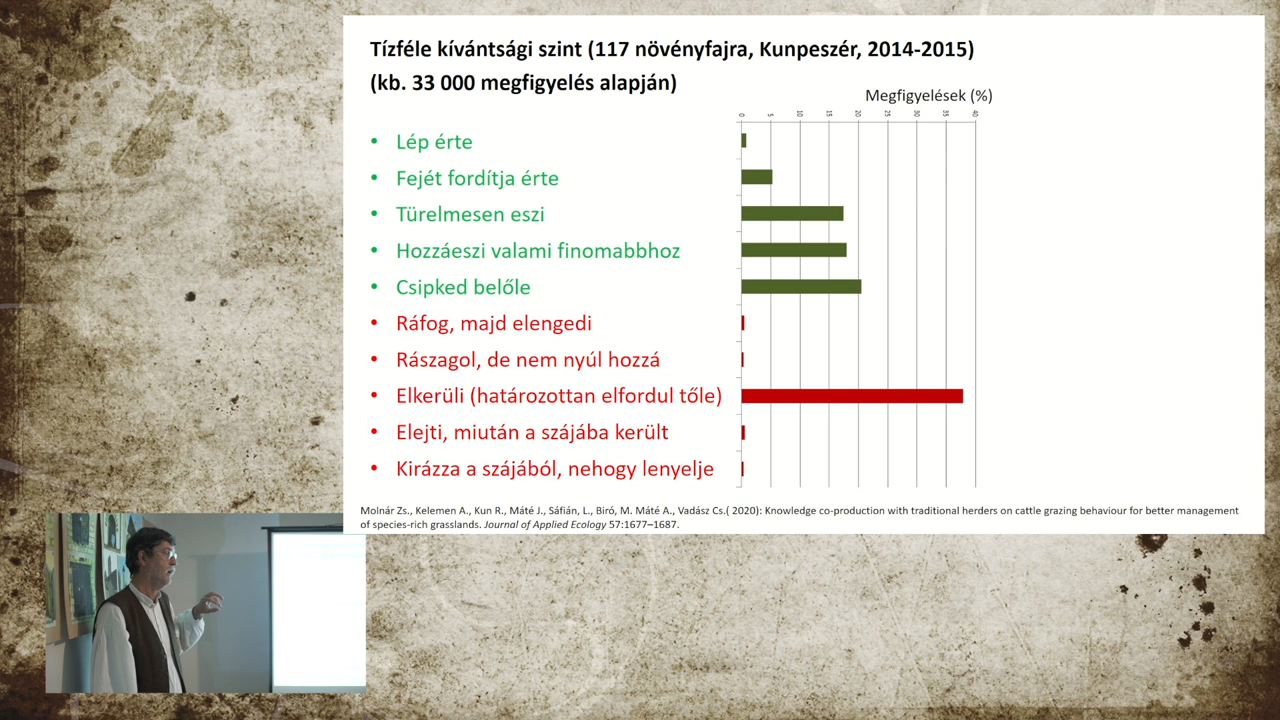 Tízféle kívántsági szint (117 növényfajra, Kunpeszér, 2014-2015)
(kb. 33 000 megfigyelés alapján)
Megfigyelések (%)
0 5 10 15 20 25 30 35 40
• Lép érte
• Fejét fordítja érte
• Türelmesen eszi
• Hozzáeszi valami finomabbhoz
• Csipked belőle
• Ráfog, majd elengedi
• Rászagol, de nem nyúl hozzá
• Elkerüli (határozottan elfordul tőle)
• Elejti, miután a szájába került
• Kirázza a szájából, nehogy lenyelje
Molnár Zs., Kelemen A., Kun R., Máté J., Sáfián, L., Biró, M. Máté A., Vadász Cs.( 2020): Knowledge co-production with traditional herders on cattle grazing behaviour for better management
of species-rich grasslands. Journal of Applied Ecology 57:1677–1687.